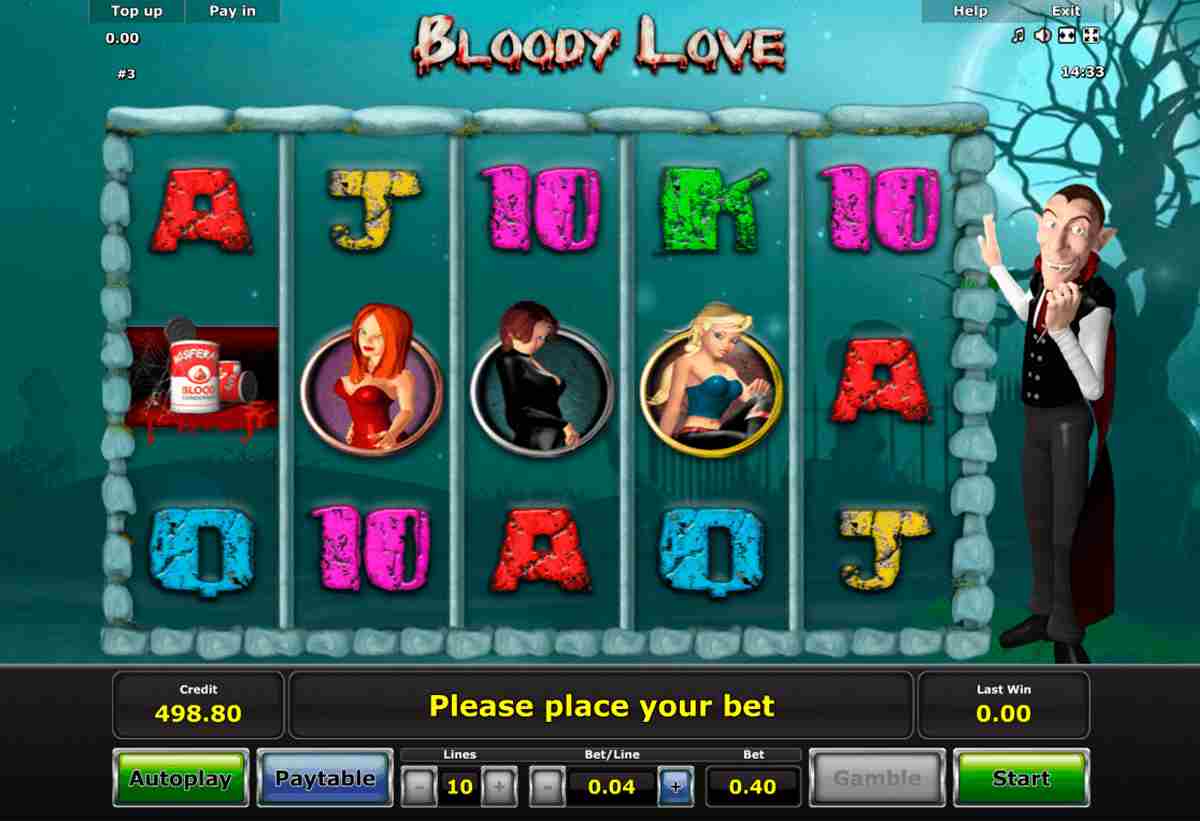 Top up Pay in Help Exit
0.00
BLOODY LOVE
#3 14:33
A J 10 K 10
NOSFERA
BLOOD
A
Q 10 A Q J
Credit Last Win
498.80 Please place your bet 0.00
Lines Bet/Line Bet
Autoplay Paytable - 10 + - 0.04 + 0.40 Gamble Start